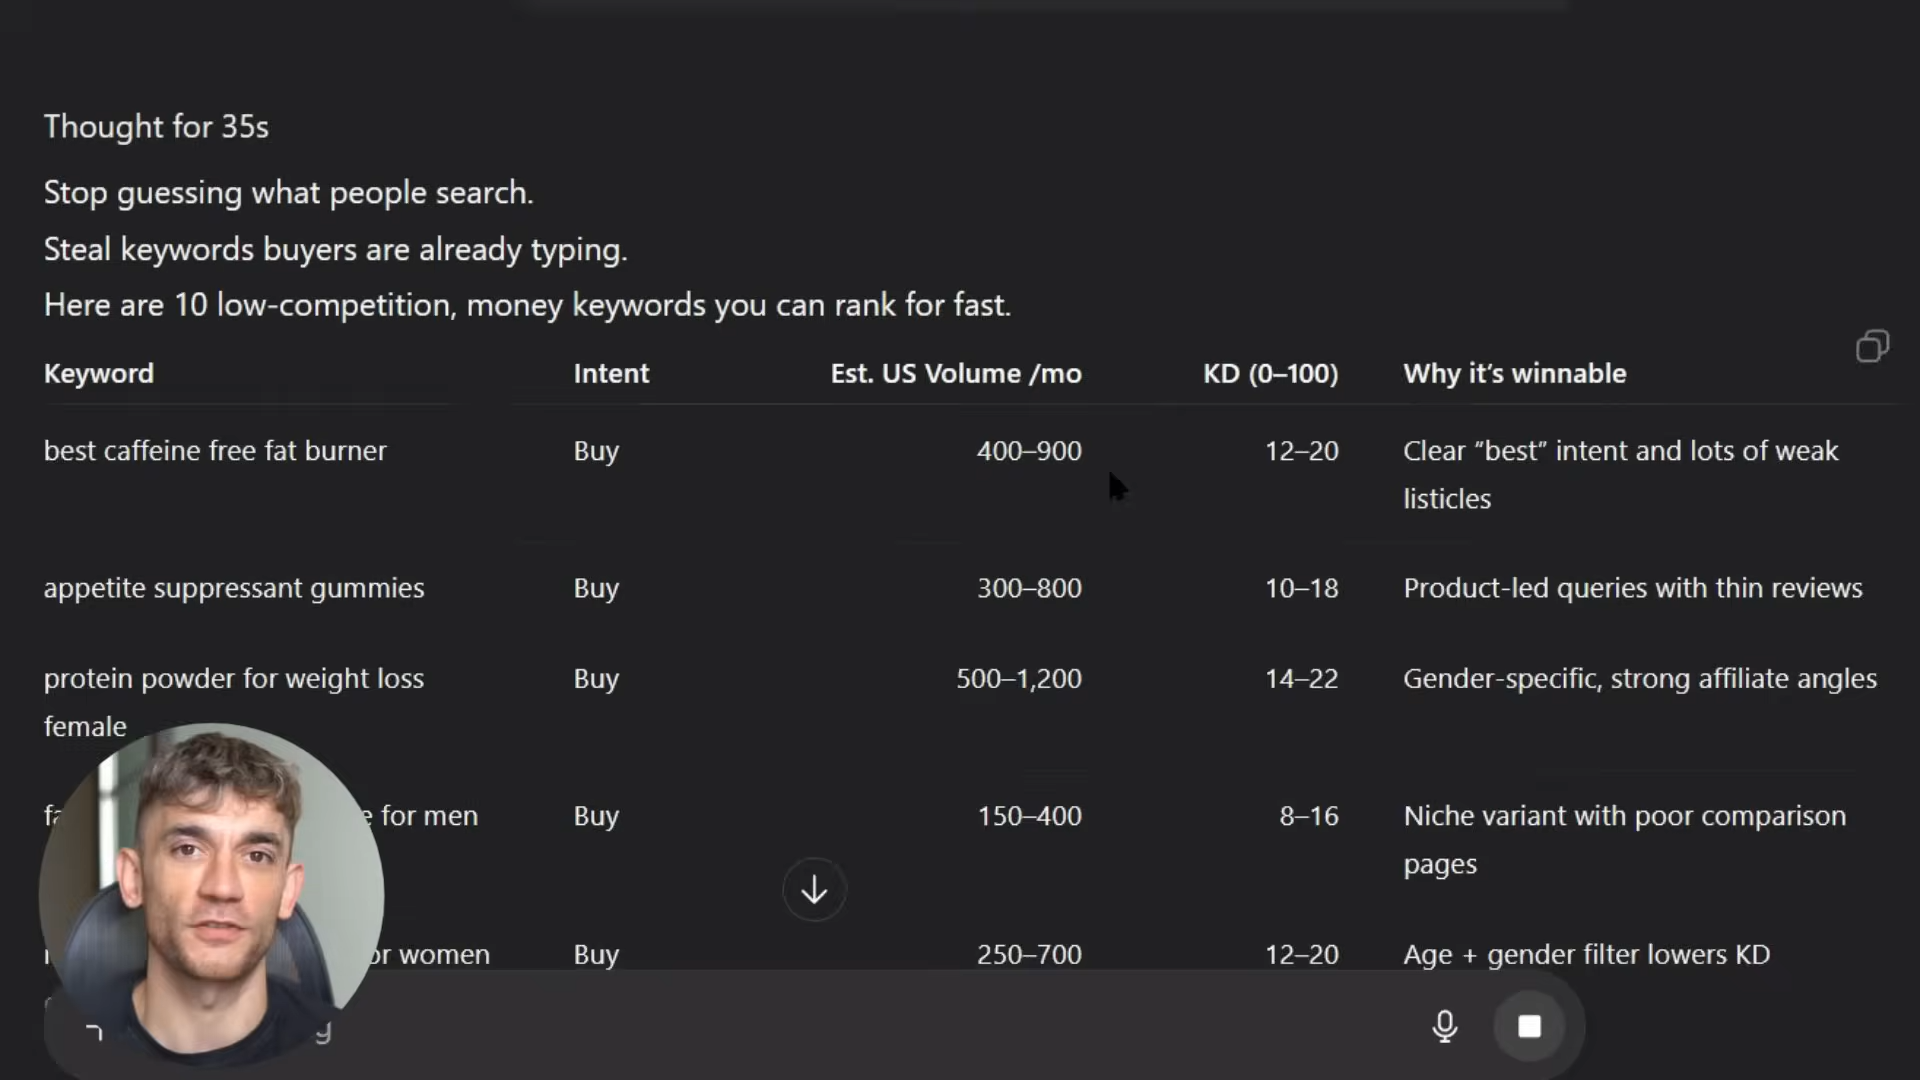 Thought for 35s
Stop guessing what people search.
Steal keywords buyers are already typing.
Here are 10 low-competition, money keywords you can rank for fast.
Keyword Intent Est. US Volume /mo KD (0–100) Why it’s winnable
best caffeine free fat burner Buy 400–900 12–20 Clear “best” intent and lots of weak
listicles
appetite suppressant gummies Buy 300–800 10–18 Product-led queries with thin reviews
protein powder for weight loss Buy 500–1,200 14–22 Gender-specific, strong affiliate angles
female
for men Buy 150–400 8–16 Niche variant with poor comparison
pages
women Buy 250–700 12–20 Age + gender filter lowers KD